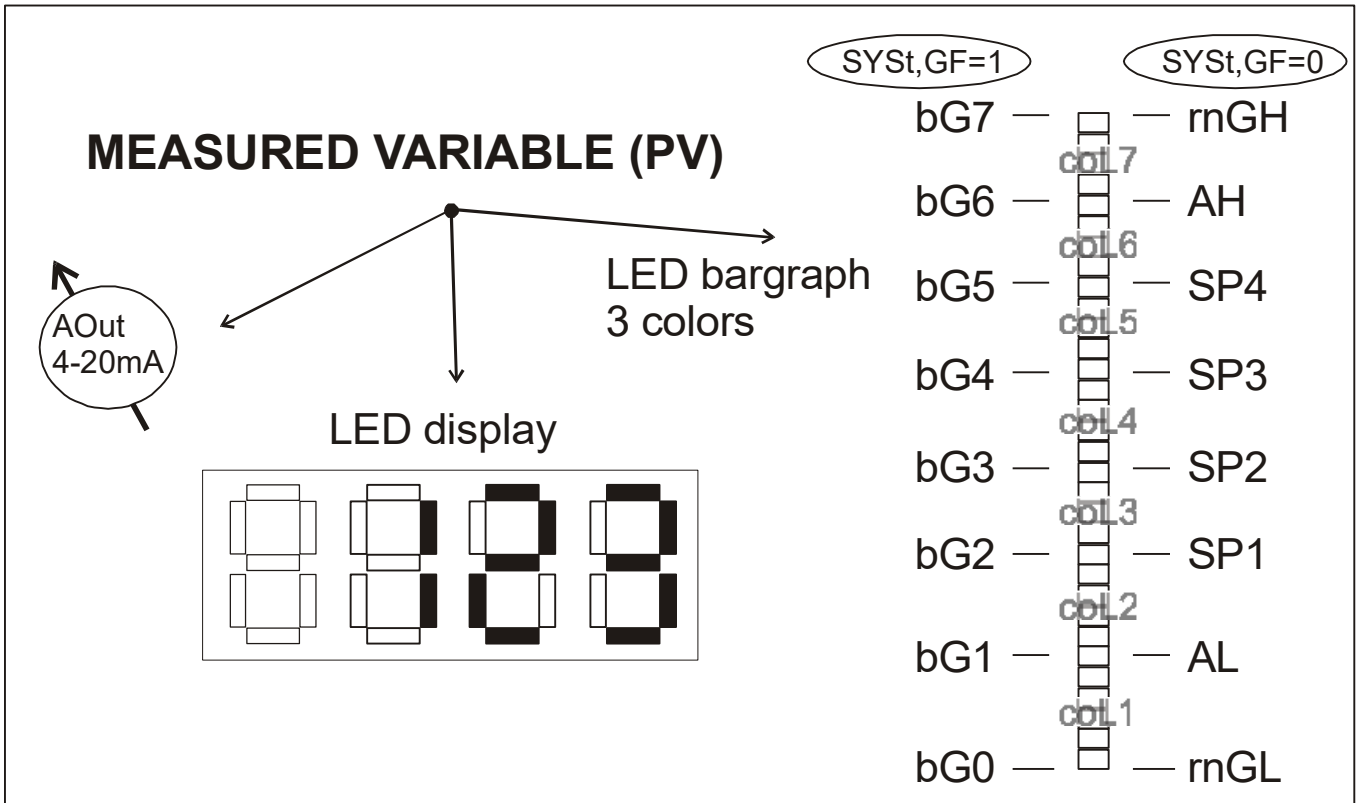 SYSt,GF=1
SYSt,GF=0
MEASURED VARIABLE (PV)
bG7
rnGH
coL7
bG6
AH
coL6
LED bargraph
3 colors
bG5
SP4
coL5
AOut
4-20mA
bG4
SP3
coL4
LED display
bG3
SP2
coL3
123
bG2
SP1
coL2
bG1
AL
coL1
bG0
rnGL